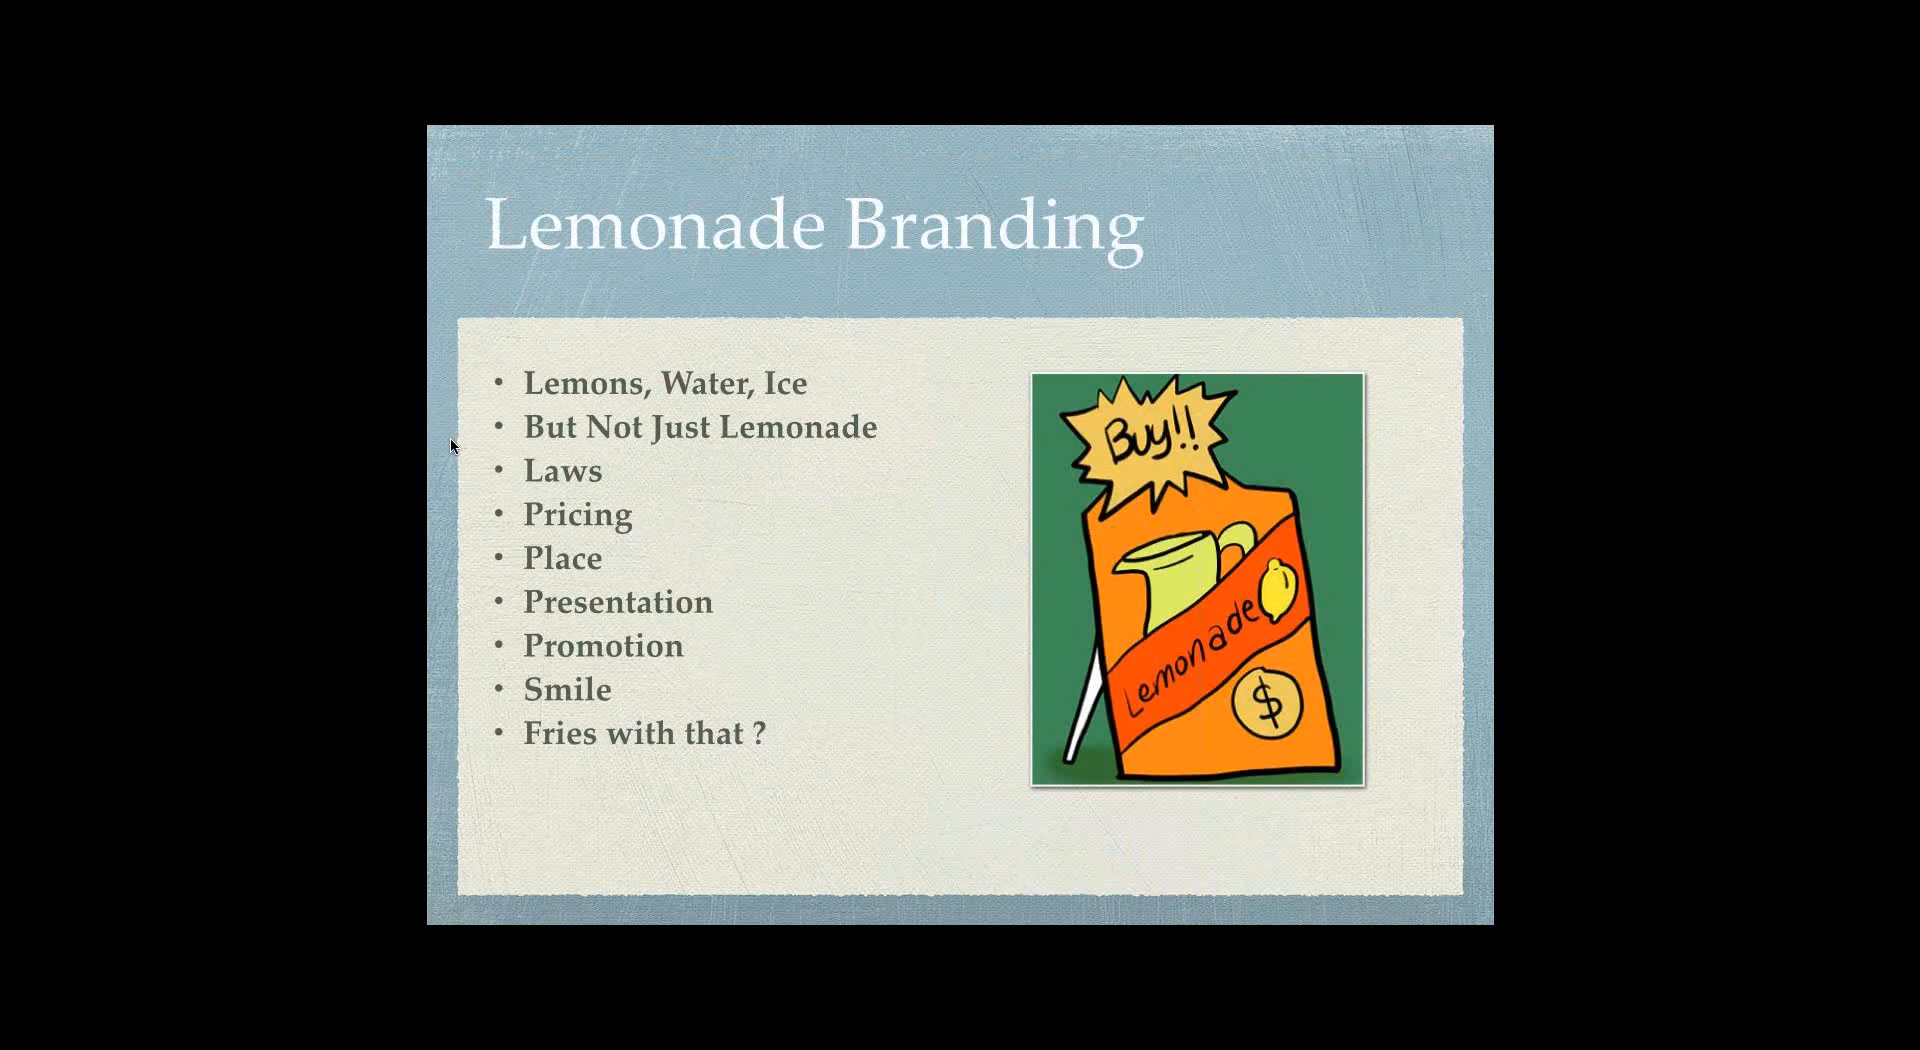 Lemonade Branding
• Lemons, Water, Ice
• But Not Just Lemonade
• Laws
• Pricing
• Place
• Presentation
• Promotion
• Smile
• Fries with that ?
Buy!!
Lemonade
$